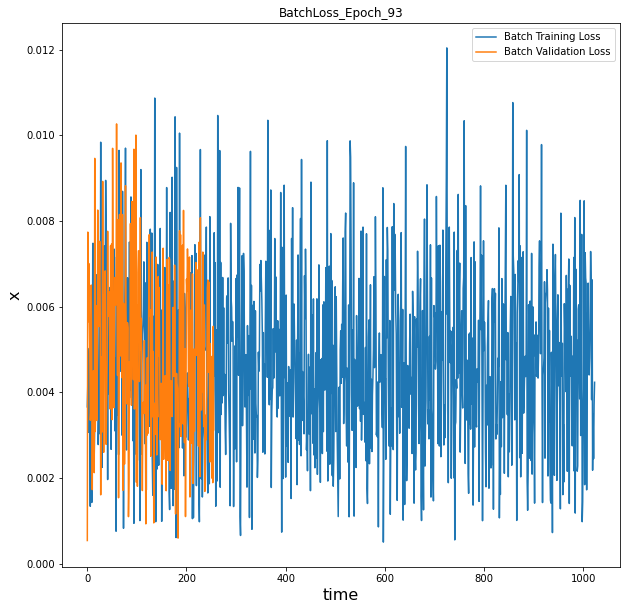 BatchLoss_Epoch_93
Batch Training Loss
Batch Validation Loss
0.012
0.010
0.008
0.006
0.004
0.002
0.000
x
0 200 400 600 800 1000
time